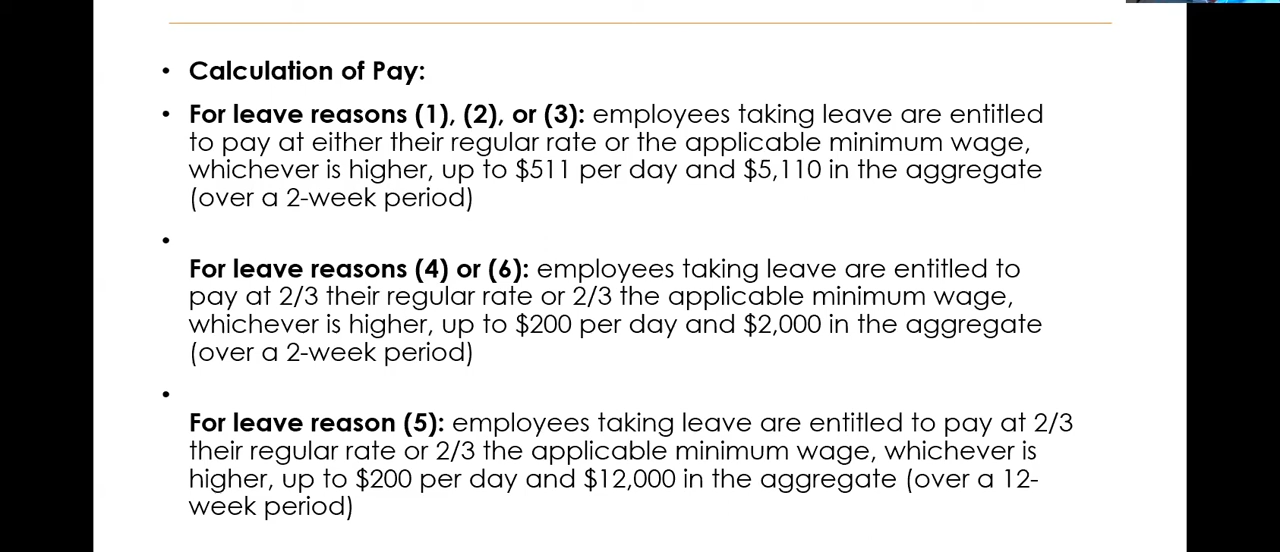 • Calculation of Pay:
• For leave reasons (1), (2), or (3): employees taking leave are entitled
to pay at either their regular rate or the applicable minimum wage,
whichever is higher, up to $511 per day and $5,110 in the aggregate
(over a 2-week period)
•
For leave reasons (4) or (6): employees taking leave are entitled to
pay at 2/3 their regular rate or 2/3 the applicable minimum wage,
whichever is higher, up to $200 per day and $2,000 in the aggregate
(over a 2-week period)
•
For leave reason (5): employees taking leave are entitled to pay at 2/3
their regular rate or 2/3 the applicable minimum wage, whichever is
higher, up to $200 per day and $12,000 in the aggregate (over a 12-
week period)